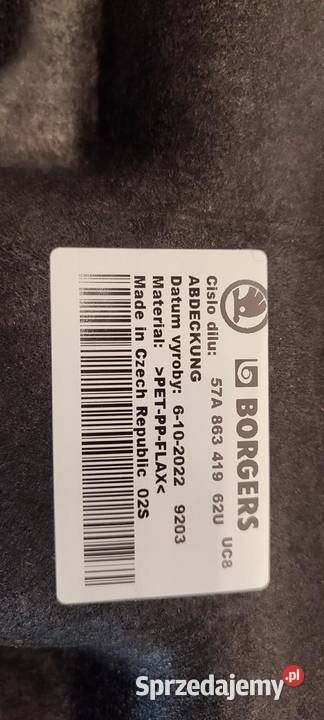 BORGERS
Cislo dilu: 57A 863 419 62U UC8
ABDECKUNG
Datum vyroby: 6-10-2022 9203
Material: >PET-PP-FLAX<
Made in Czech Republic 02S
Sprzedajemy.pl